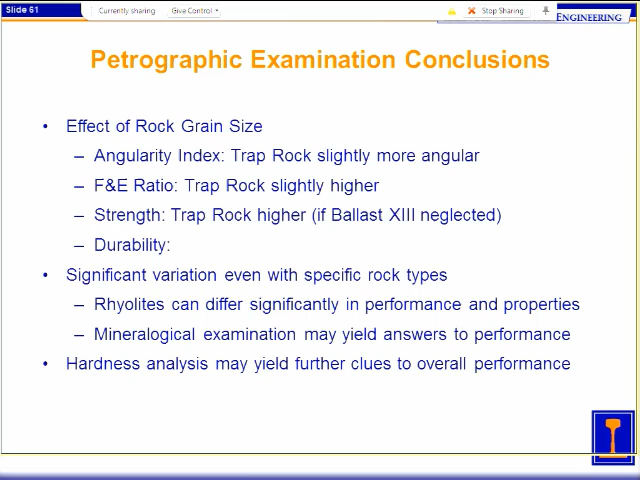 Slide 61
Currently sharing
Give Control
Stop Sharing
ENGINEERING
Petrographic Examination Conclusions
• Effect of Rock Grain Size
– Angularity Index: Trap Rock slightly more angular
– F&E Ratio: Trap Rock slightly higher
– Strength: Trap Rock higher (if Ballast XIII neglected)
– Durability:
• Significant variation even with specific rock types
– Rhyolites can differ significantly in performance and properties
– Mineralogical examination may yield answers to performance
• Hardness analysis may yield further clues to overall performance